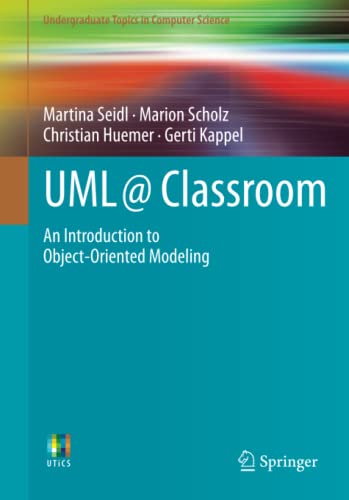 Undergraduate Topics in Computer Science
Martina Seidl · Marion Scholz
Christian Huemer · Gerti Kappel
UML @ Classroom
An Introduction to
Object-Oriented Modeling
UTiCS
Springer